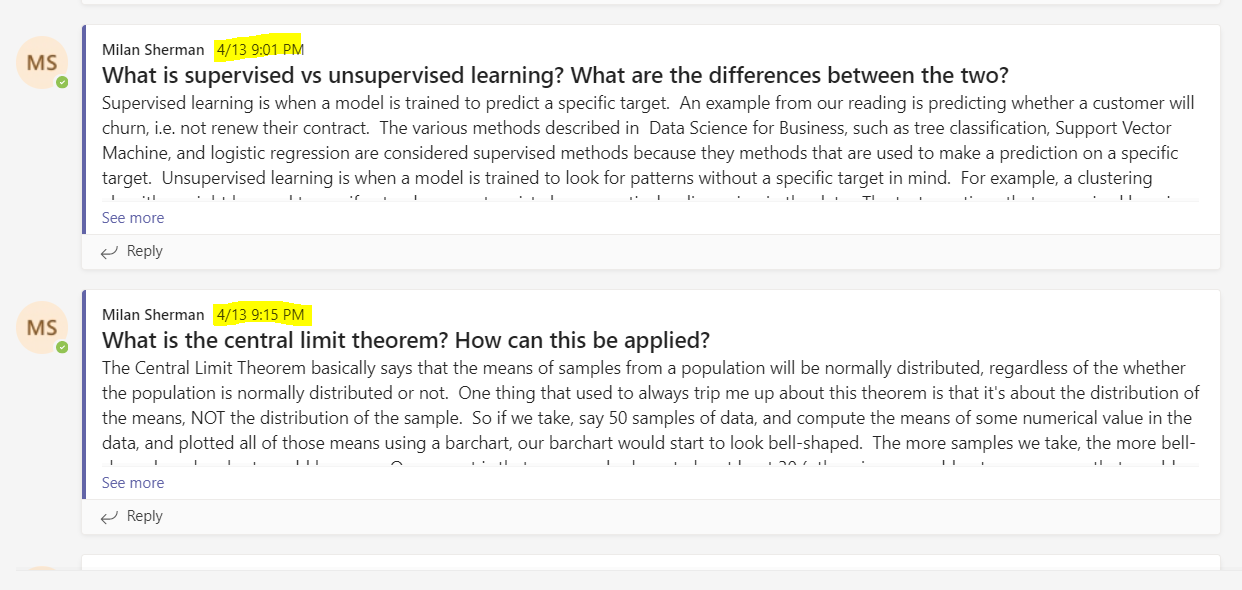 MS
Milan Sherman 4/13 9:01 PM
What is supervised vs unsupervised learning? What are the differences between the two?
Supervised learning is when a model is trained to predict a specific target. An example from our reading is predicting whether a customer will
churn, i.e. not renew their contract. The various methods described in Data Science for Business, such as tree classification, Support Vector
Machine, and logistic regression are considered supervised methods because they methods that are used to make a prediction on a specific
target. Unsupervised learning is when a model is trained to look for patterns without a specific target in mind. For example, a clustering
See more
Reply
MS
Milan Sherman 4/13 9:15 PM
What is the central limit theorem? How can this be applied?
The Central Limit Theorem basically says that the means of samples from a population will be normally distributed, regardless of the whether
the population is normally distributed or not. One thing that used to always trip me up about this theorem is that it's about the distribution of
the means, NOT the distribution of the sample. So if we take, say 50 samples of data, and compute the means of some numerical value in the
data, and plotted all of those means using a barchart, our barchart would start to look bell-shaped. The more samples we take, the more bell-
See more
Reply